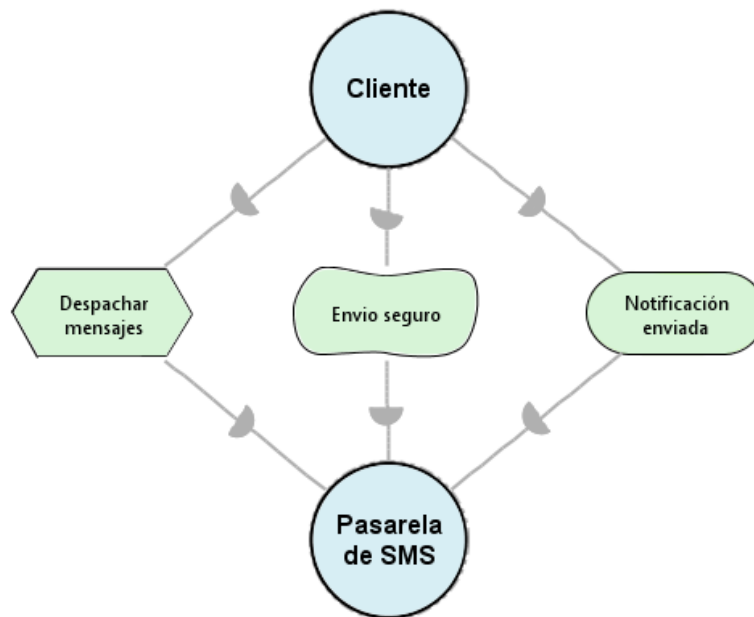 Cliente
Despachar
mensajes
Envio seguro
Notificación
enviada
Pasarela
de SMS